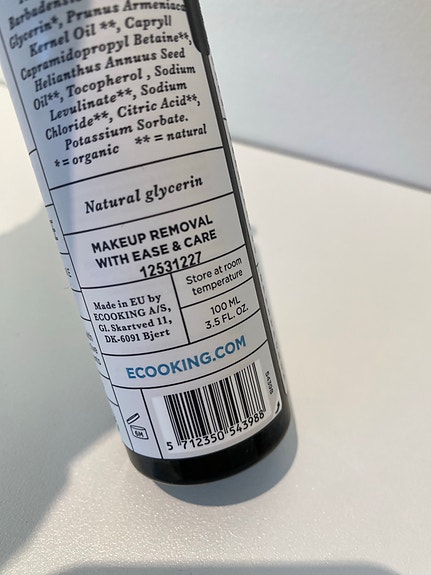 Glycerin*, Prunus Armeniaca
Kernel Oil **, Capryl/
Capramidopropyl Betaine**,
Helianthus Annuus Seed
Oil**, Tocopherol , Sodium
Levulinate**, Sodium
Chloride**, Citric Acid**,
Potassium Sorbate.
*= organic ** = natural
Natural glycerin
MAKEUP REMOVAL
WITH EASE & CARE
12531227
Made in EU by
ECOOKING A/S,
Gl. Skartved 11,
DK-6091 Bjert
Store at room
temperature
100 ML
3.5 FL. OZ.
ECOOKING.COM
6M
5 712350 543988
54398